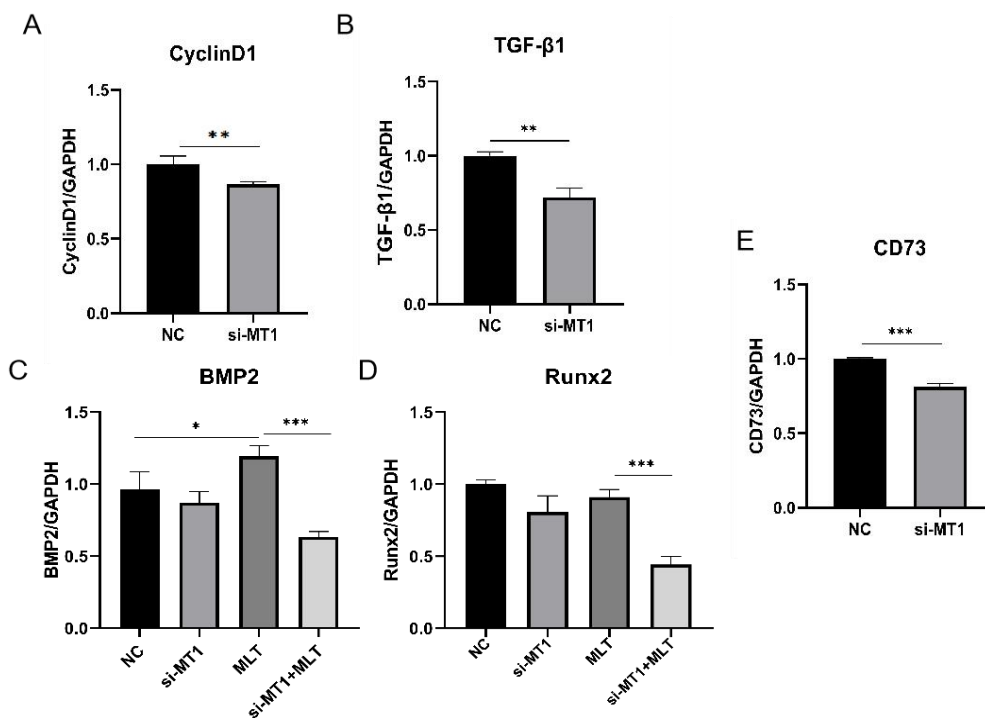 A
CyclinD1
CyclinD1/GAPDH
1.5
1.0
0.5
0.0
**
NC
si-MT1
B
TGF-β1
TGF-β1/GAPDH
1.5
1.0
0.5
0.0
**
NC
si-MT1
C
BMP2
BMP2/GAPDH
1.5
1.0
0.5
0.0
*
***
NC
si-MT1
MLT
si-MT1+MLT
D
Runx2
Runx2/GAPDH
1.5
1.0
0.5
0.0
***
NC
si-MT1
MLT
si-MT1+MLT
E
CD73
CD73/GAPDH
1.5
1.0
0.5
0.0
***
NC
si-MT1